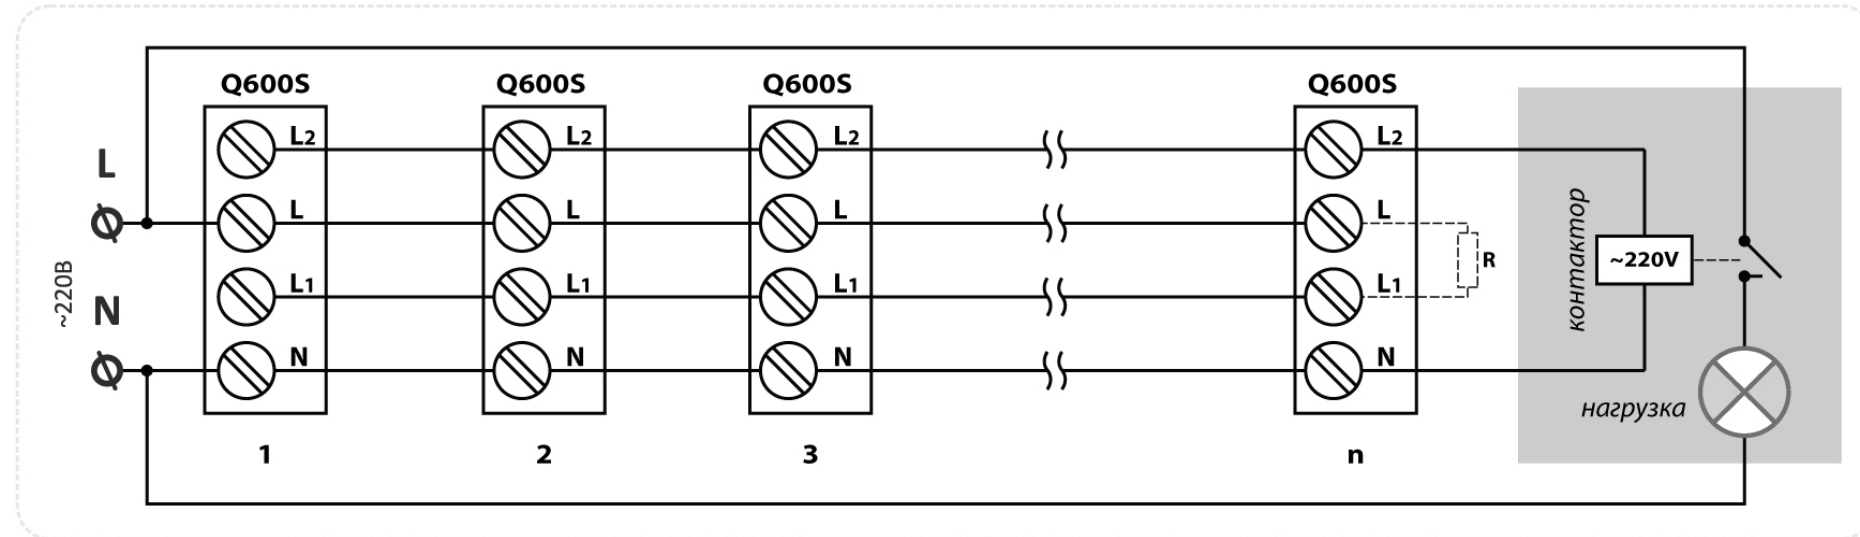 Q600S Q600S Q600S Q600S
L2 L2 L2 L2
L
L L L L
~220В
контактор
~220V
R
L1 L1 L1 L1
N
N N N N
нагрузка
1 2 3 n